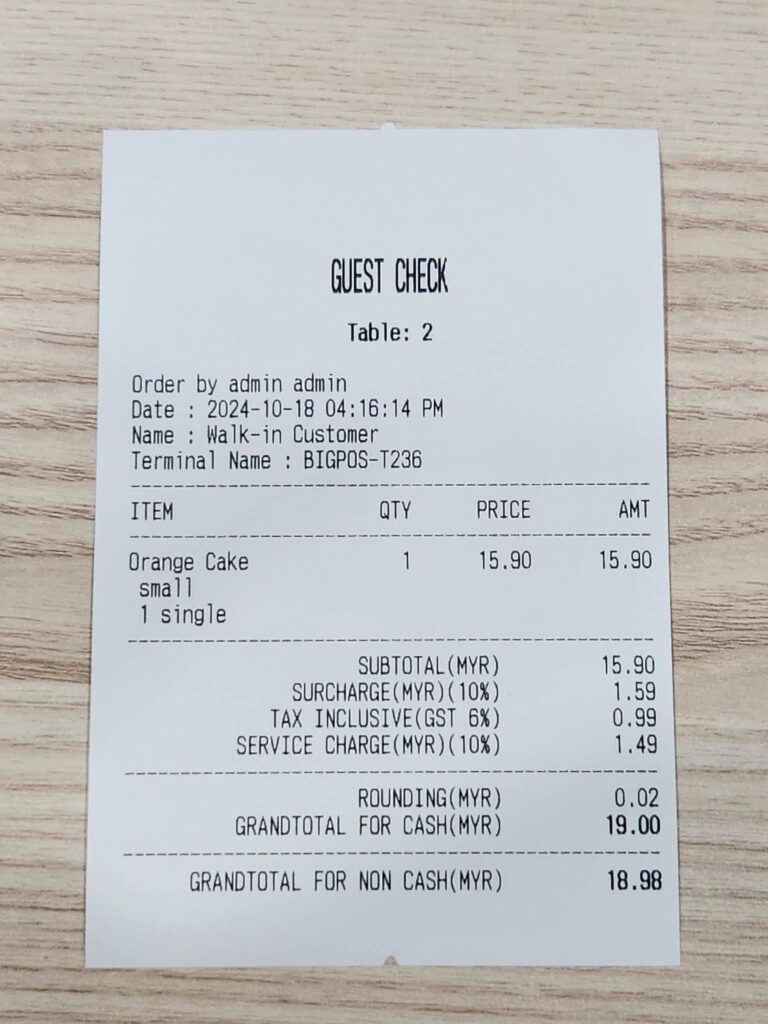 GUEST CHECK
Table: 2
Order by admin admin
Date : 2024-10-18 04:16:14 PM
Name : Walk-in Customer
Terminal Name : BIGPOS-T236
ITEM QTY PRICE AMT
Orange Cake 1 15.90 15.90
small
1 single
SUBTOTAL(MYR) 15.90
SURCHARGE(MYR)(10%) 1.59
TAX INCLUSIVE(GST 6%) 0.99
SERVICE CHARGE(MYR)(10%) 1.49
ROUNDING(MYR) 0.02
GRANDTOTAL FOR CASH(MYR) 19.00
GRANDTOTAL FOR NON CASH(MYR) 18.98